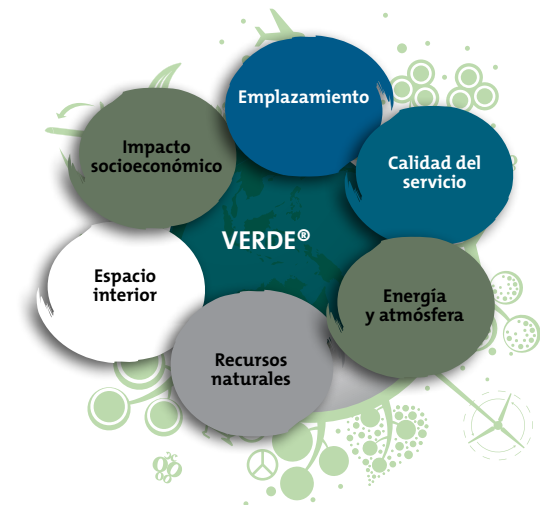 Emplazamiento
Impacto
socioeconómico
Calidad del
servicio
VERDE®
Espacio
interior
Energía
y atmósfera
Recursos
naturales